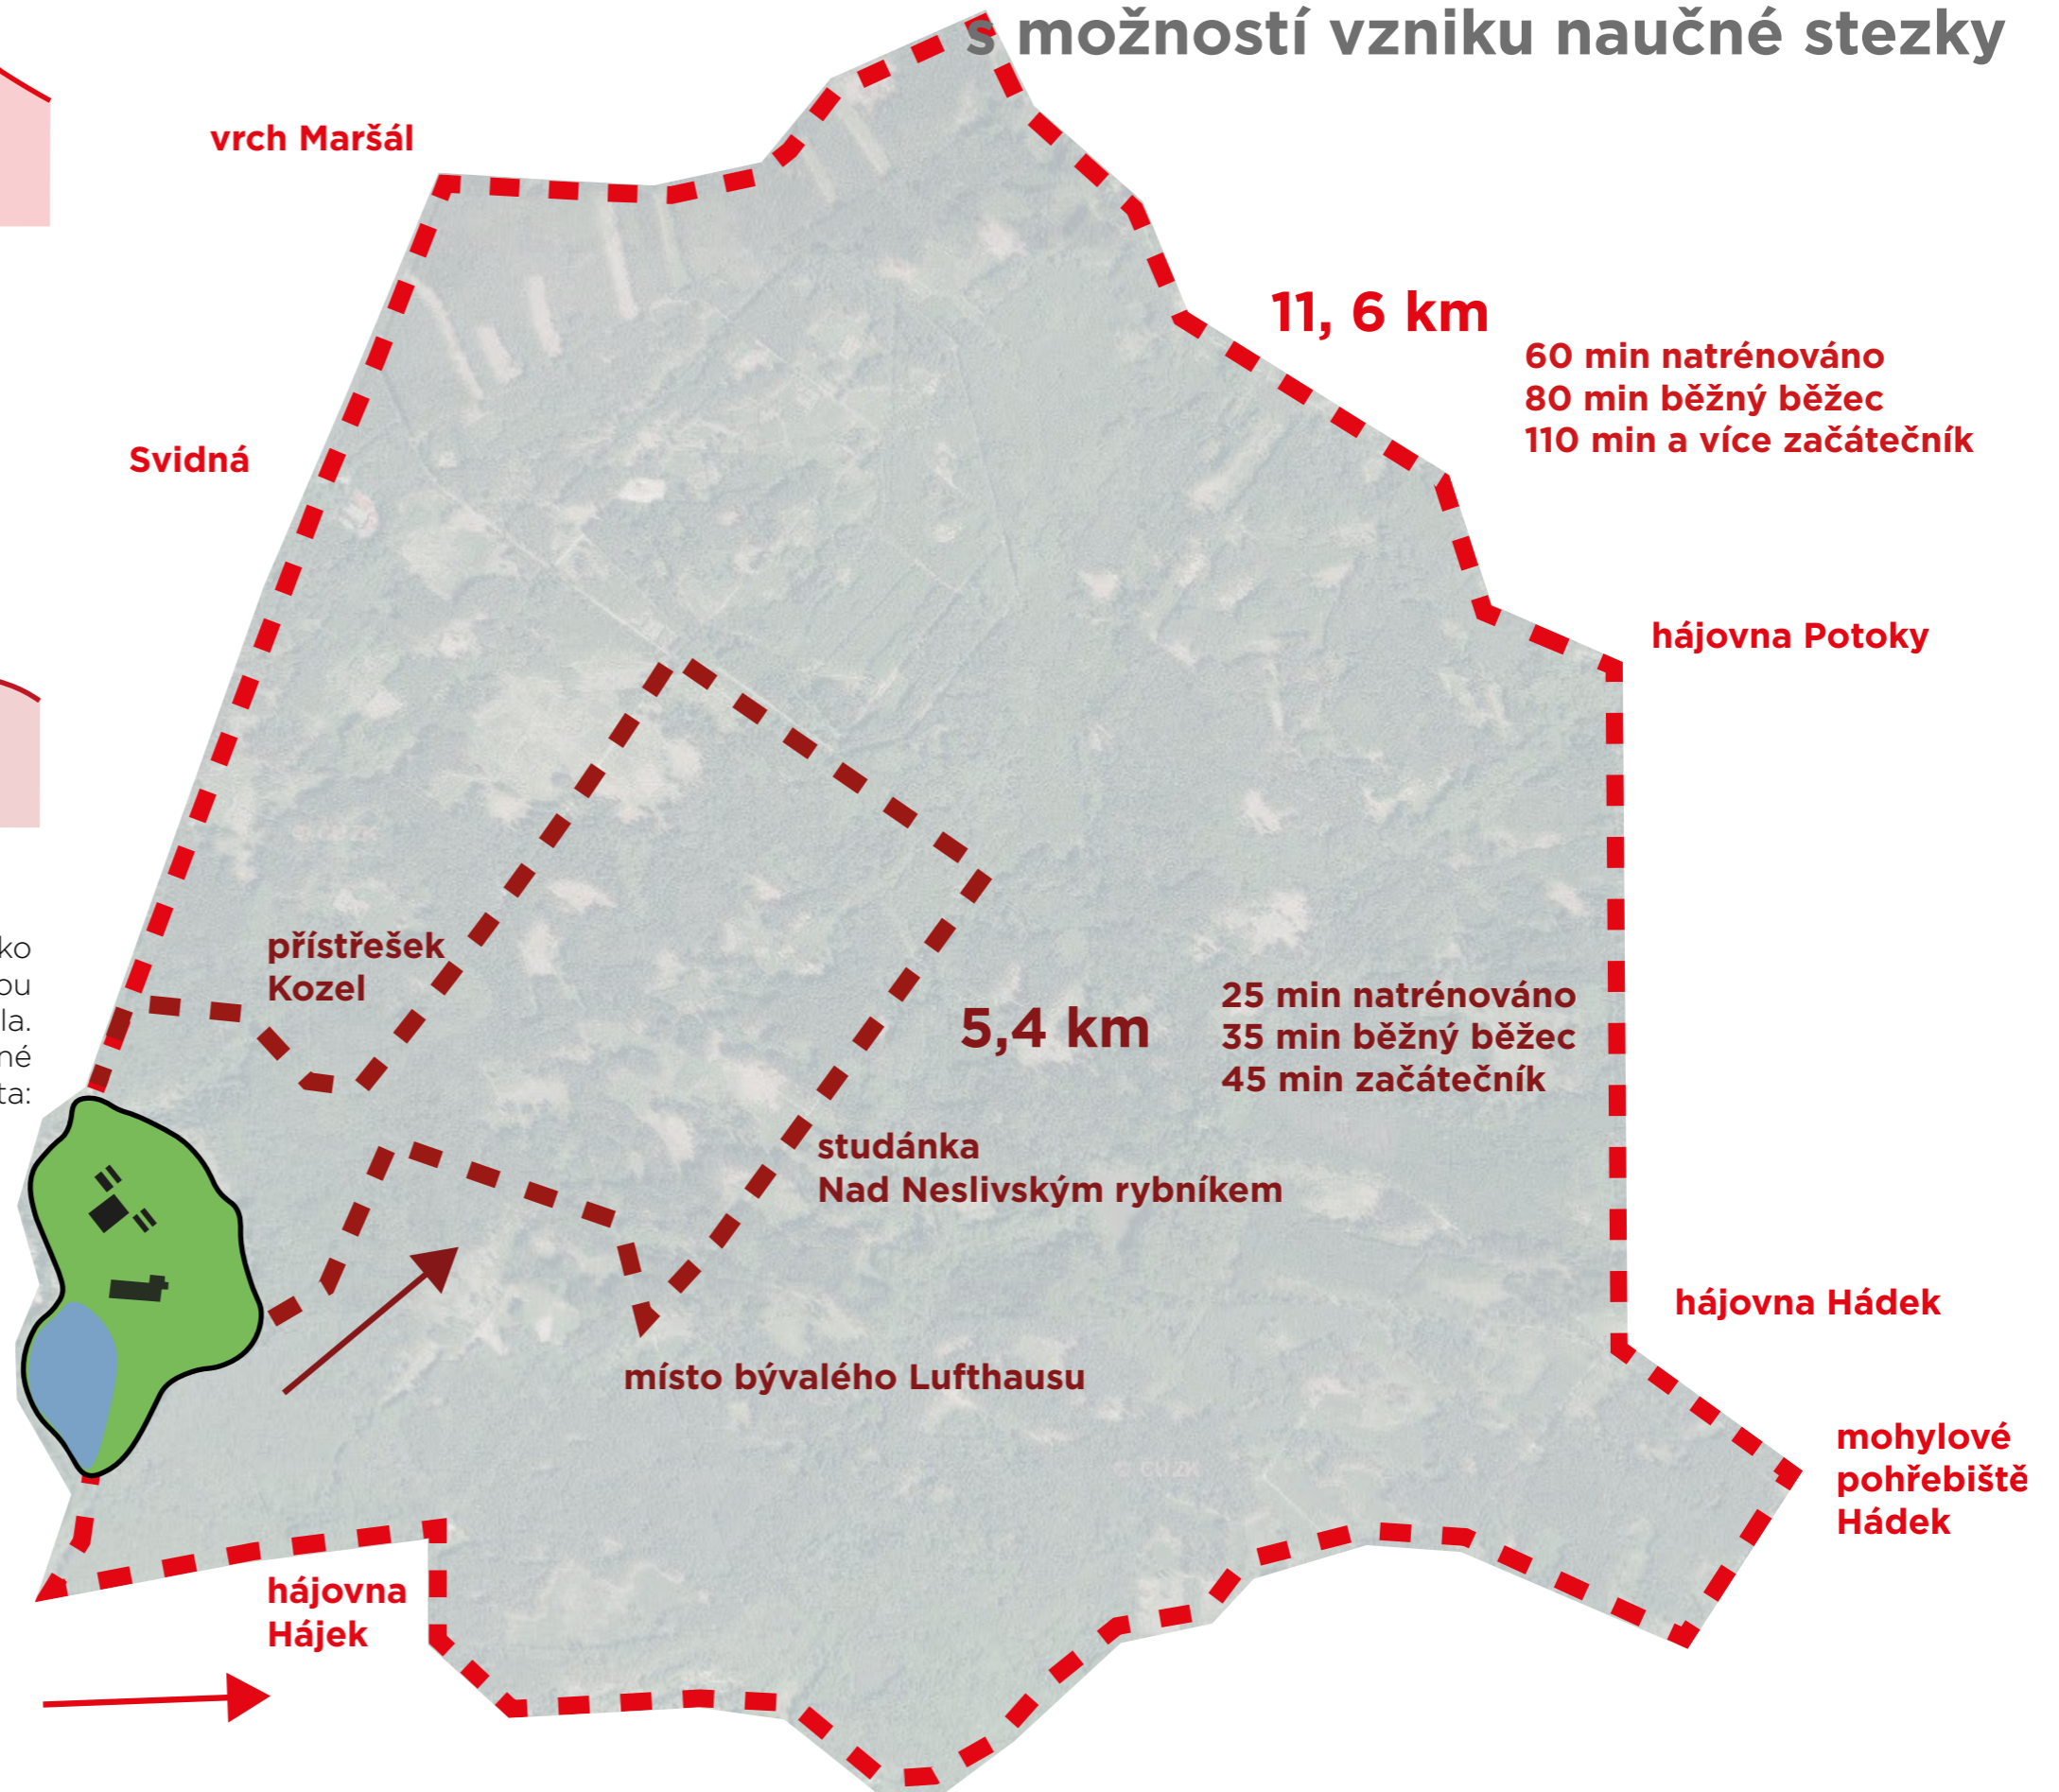 s možností vzniku naučné stezky
vrch Maršál
11, 6 km
60 min natrénováno
80 min běžný běžec
110 min a více začátečník
Svidná
hájovna Potoky
přístřešek
Kozel
5,4 km
25 min natrénováno
35 min běžný běžec
45 min začátečník
studánka
Nad Neslivským rybníkem
hájovna Hádek
místo bývalého Lufthausu
mohylové
pohřebiště
Hádek
hájovna
Hájek
© ČÚZK
© ČÚZK